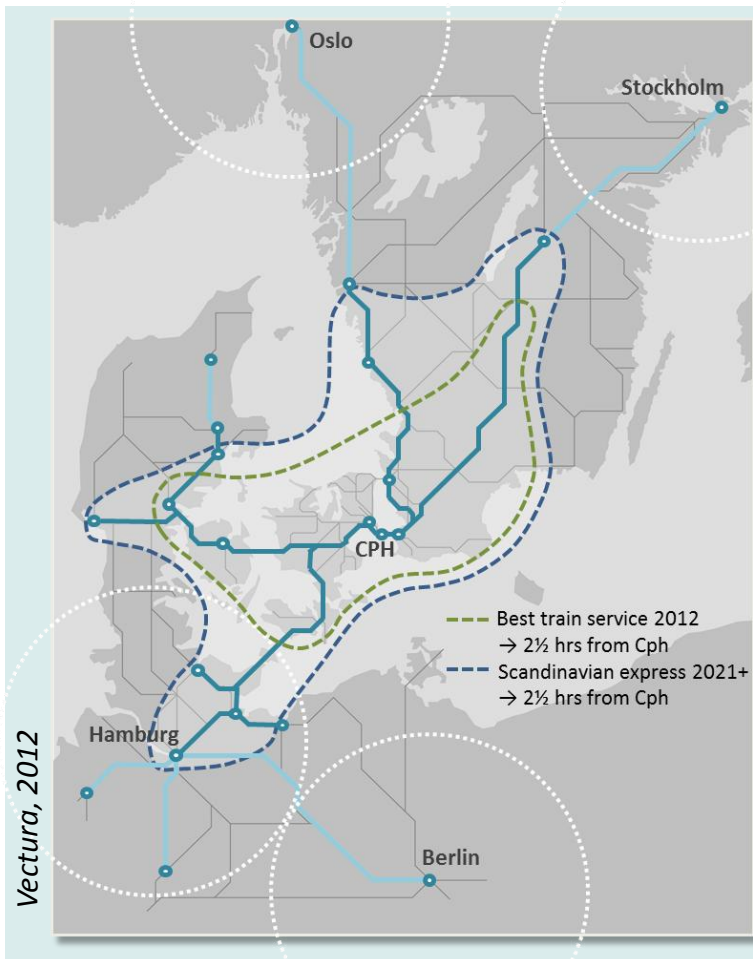 Oslo
Stockholm
CPH
Best train service 2012
→ 2½ hrs from Cph
Scandinavian express 2021+
→ 2½ hrs from Cph
Hamburg
Berlin
Vectura, 2012